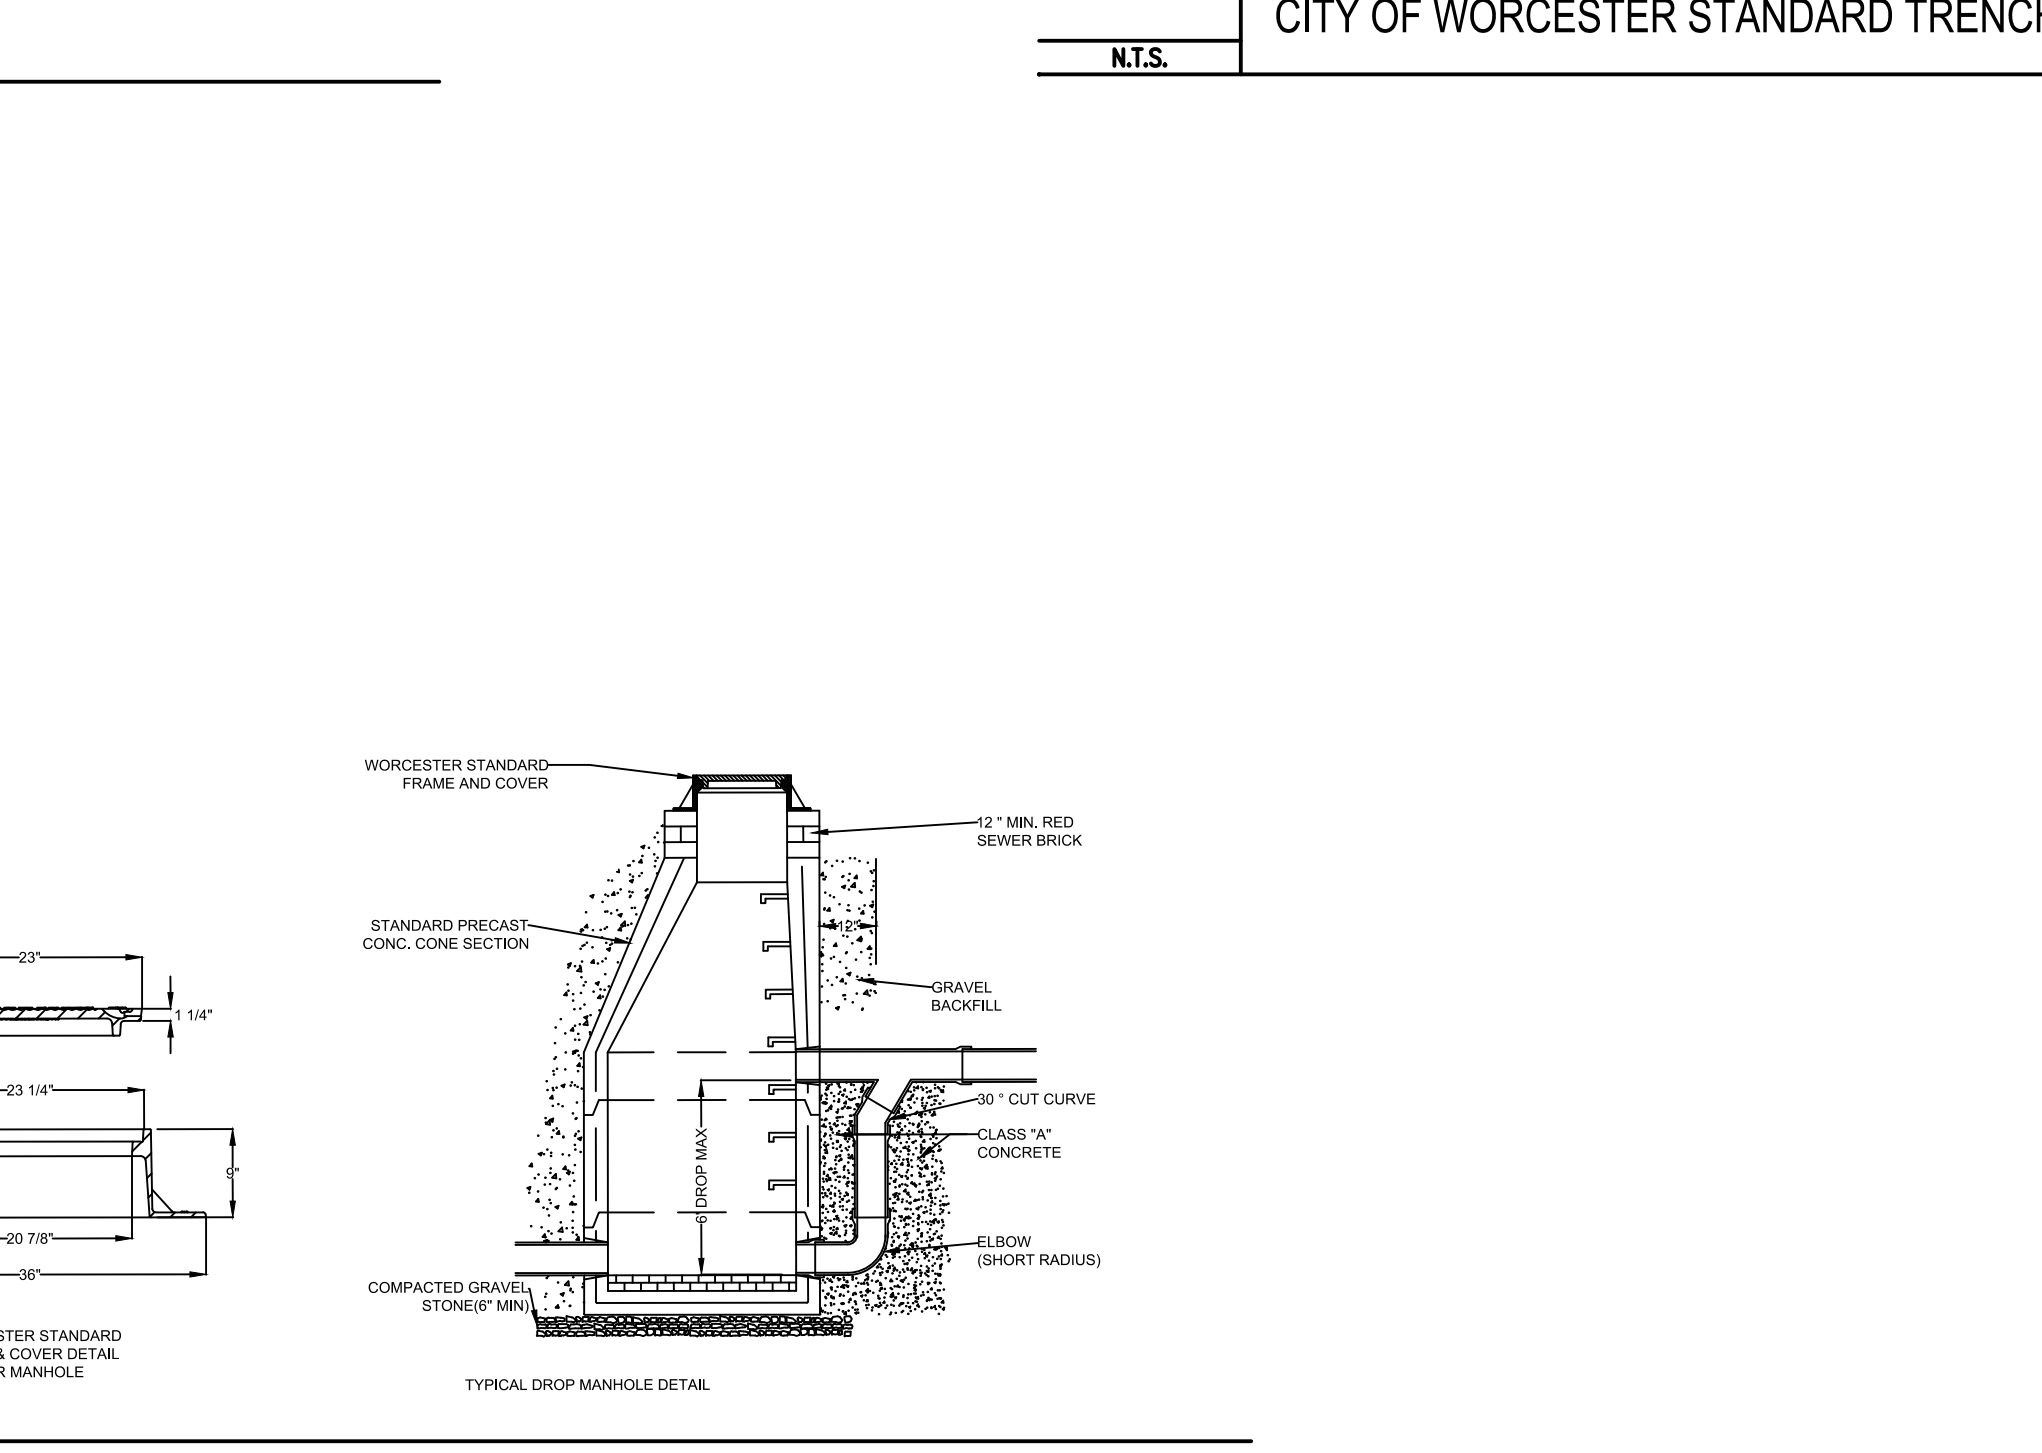 CITY OF WORCESTER STANDARD TRENCH
N.T.S.
WORCESTER STANDARD
FRAME AND COVER
12 " MIN. RED
SEWER BRICK
STANDARD PRECAST
CONC. CONE SECTION
12"
GRAVEL
BACKFILL
23"
1 1/4"
23 1/4"
9"
20 7/8"
36"
30 ° CUT CURVE
CLASS "A"
CONCRETE
6' DROP MAX
ELBOW
(SHORT RADIUS)
COMPACTED GRAVEL
STONE(6" MIN)
STER STANDARD
& COVER DETAIL
R MANHOLE
TYPICAL DROP MANHOLE DETAIL